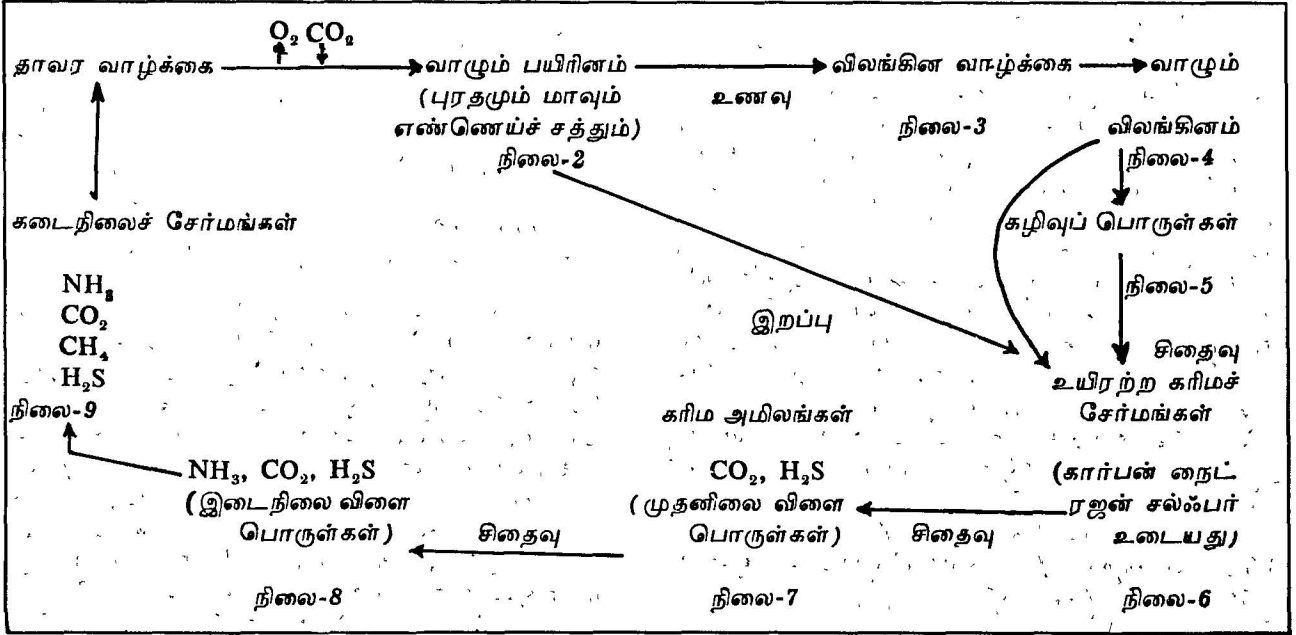 O₂ CO₂
தாவர வாழ்க்கை வாழும் பயிரினம் விலங்கின வாழ்க்கை வாழும்
(புரதமும் மாவும் உணவு
எண்ணெய்ச் சத்தும்) நிலை-3 விலங்கினம்
நிலை-2 நிலை-4
கடைநிலைச் சேர்மங்கள் கழிவுப் பொருள்கள்
NH₃ நிலை-5
CO₂ இறப்பு
CH₄ சிதைவு
H₂S உயிரற்ற கரிமச்
நிலை-9 கரிம அமிலங்கள் சேர்மங்கள்
NH₃, CO₂, H₂S CO₂, H₂S (கார்பன் நைட்
(இடைநிலை விளை (முதனிலை விளை ரஜன் சல்ஃபர்
பொருள்கள்) சிதைவு பொருள்கள்) சிதைவு உடையது)
நிலை-8 நிலை-7 நிலை-6